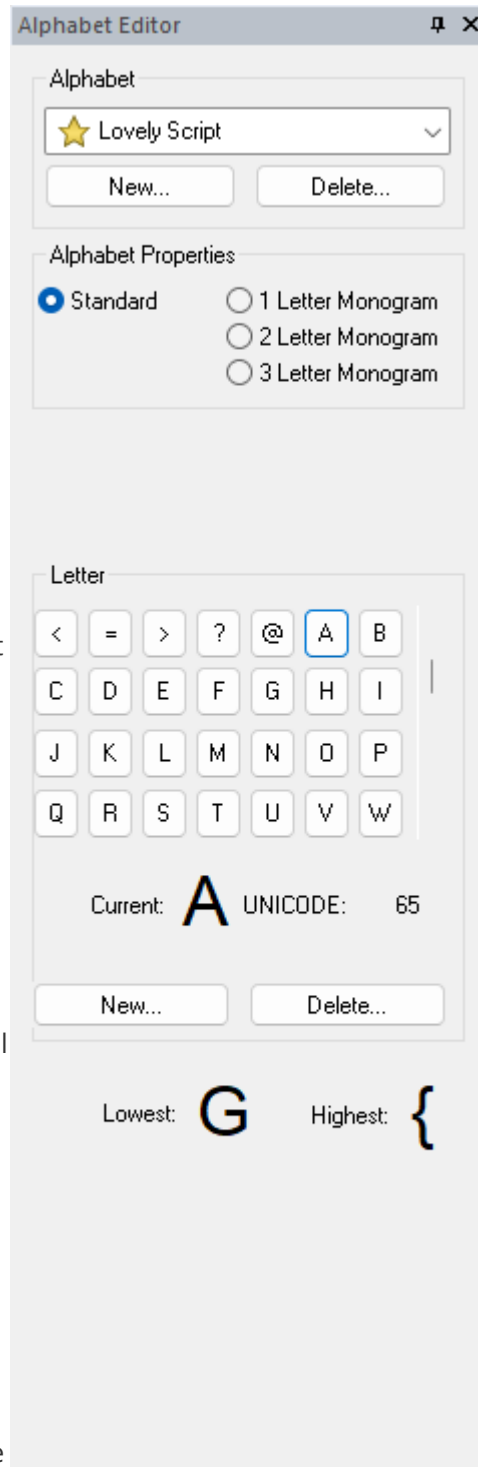 Alphabet Editor
Alphabet
Lovely Script
New... Delete...
Alphabet Properties
Standard 1 Letter Monogram
2 Letter Monogram
3 Letter Monogram
Letter
< = > ? @ A B
C D E F G H I
J K L M N O P
Q R S T U V W
Current: A UNICODE: 65
New... Delete...
Lowest: G Highest: {